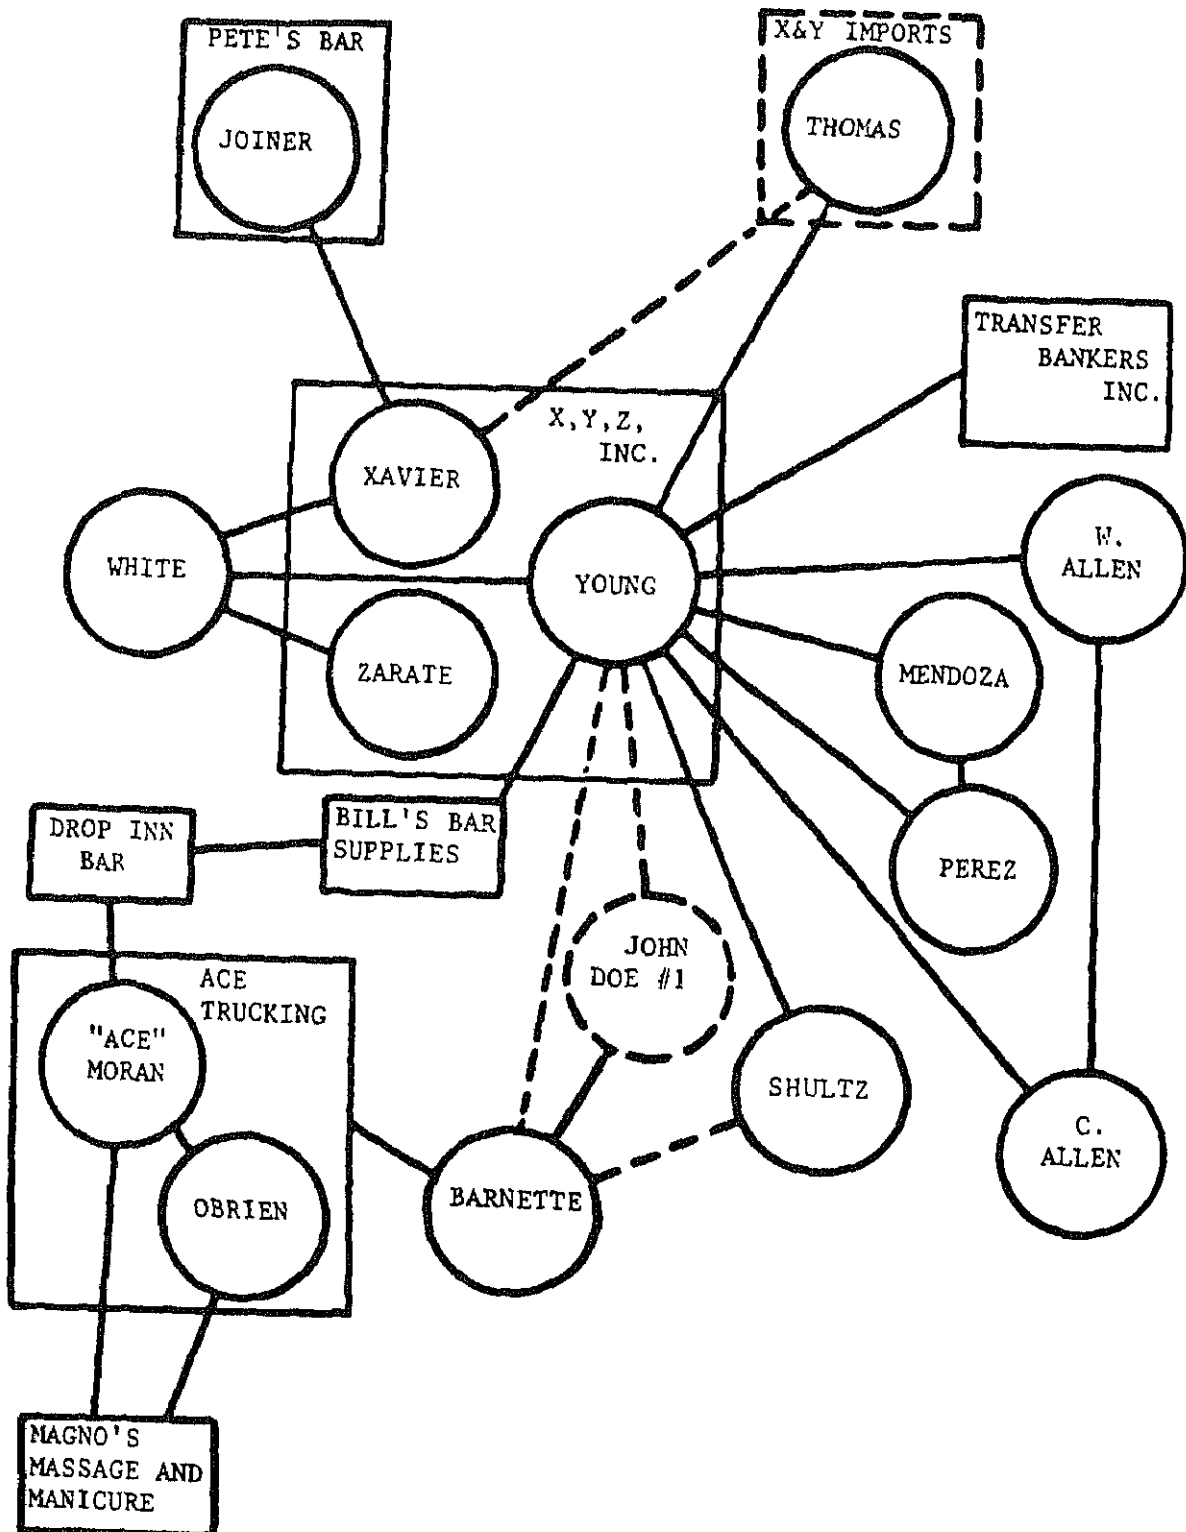 PETE'S BAR
JOINER
X&Y IMPORTS
THOMAS
TRANSFER
BANKERS
INC.
X,Y,Z,
INC.
XAVIER
WHITE
YOUNG
W.
ALLEN
ZARATE
MENDOZA
DROP INN
BAR
BILL'S BAR
SUPPLIES
PEREZ
JOHN
DOE #1
ACE
TRUCKING
"ACE"
MORAN
SHULTZ
C.
ALLEN
BARNETTE
OBRIEN
MAGNO'S
MASSAGE AND
MANICURE